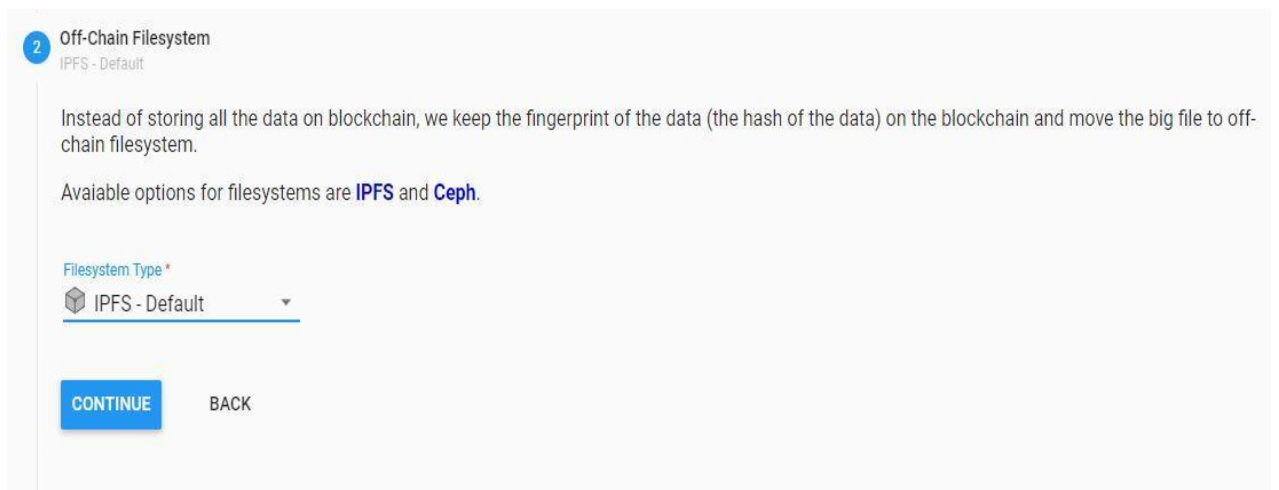 2
Off-Chain Filesystem
IPFS - Default
Instead of storing all the data on blockchain, we keep the fingerprint of the data (the hash of the data) on the blockchain and move the big file to off-
chain filesystem.
Avaiable options for filesystems are IPFS and Ceph.
Filesystem Type *
IPFS - Default
CONTINUE BACK